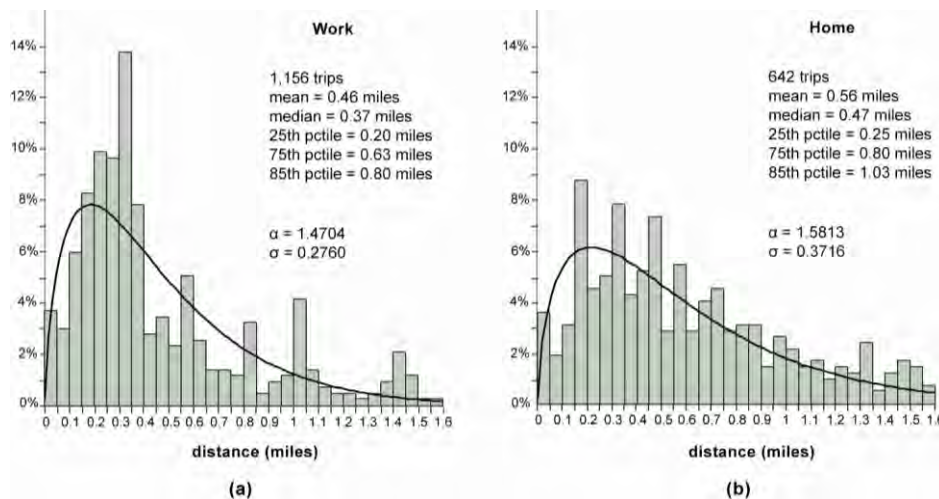 Work
14%
12%
10%
8%
6%
4%
2%
0%
1,156 trips
mean = 0.46 miles
median = 0.37 miles
25th pctile = 0.20 miles
75th pctile = 0.63 miles
85th pctile = 0.80 miles
α = 1.4704
σ = 0.2760
0 0.1 0.2 0.3 0.4 0.5 0.6 0.7 0.8 0.9 1 1.1 1.2 1.3 1.4 1.5 1.6
distance (miles)
(a)
Home
14%
12%
10%
8%
6%
4%
2%
0%
642 trips
mean = 0.56 miles
median = 0.47 miles
25th pctile = 0.25 miles
75th pctile = 0.80 miles
85th pctile = 1.03 miles
α = 1.5813
σ = 0.3716
0 0.1 0.2 0.3 0.4 0.5 0.6 0.7 0.8 0.9 1 1.1 1.2 1.3 1.4 1.5 1.6
distance (miles)
(b)